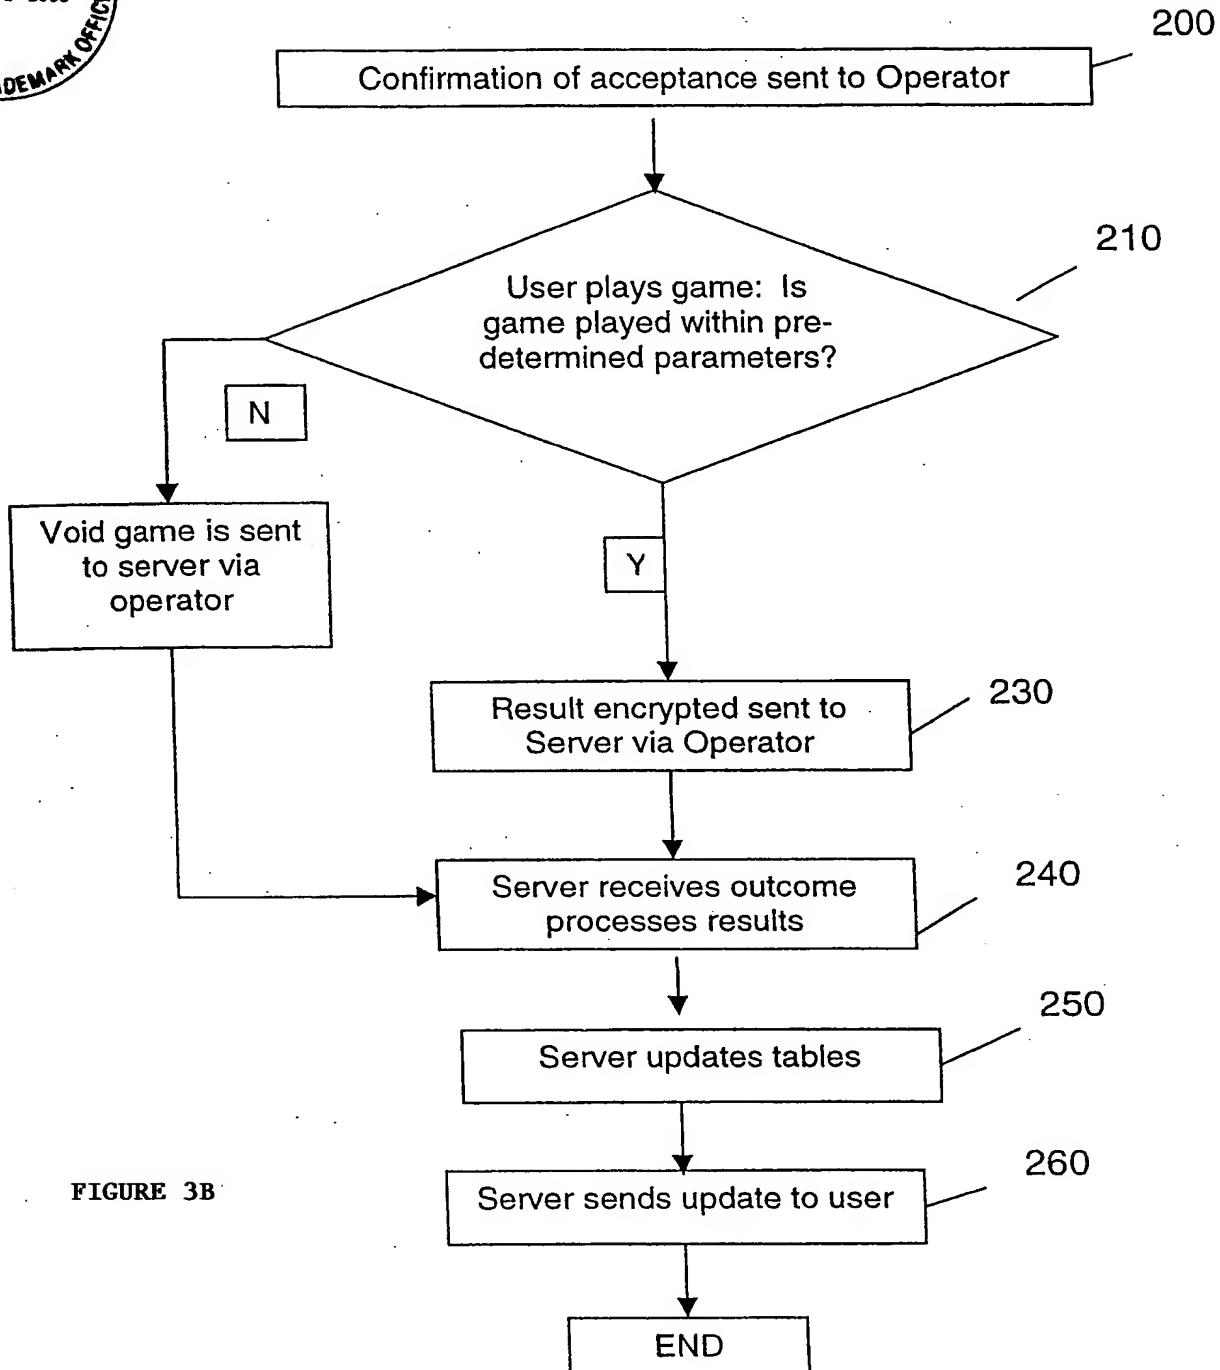 DEMARK OFFIC
200
Confirmation of acceptance sent to Operator
210
User plays game: Is
game played within pre-
determined parameters?
N
Void game is sent
to server via
operator
Y
230
Result encrypted sent to
Server via Operator
240
Server receives outcome
processes results
250
Server updates tables
260
Server sends update to user
FIGURE 3B
END